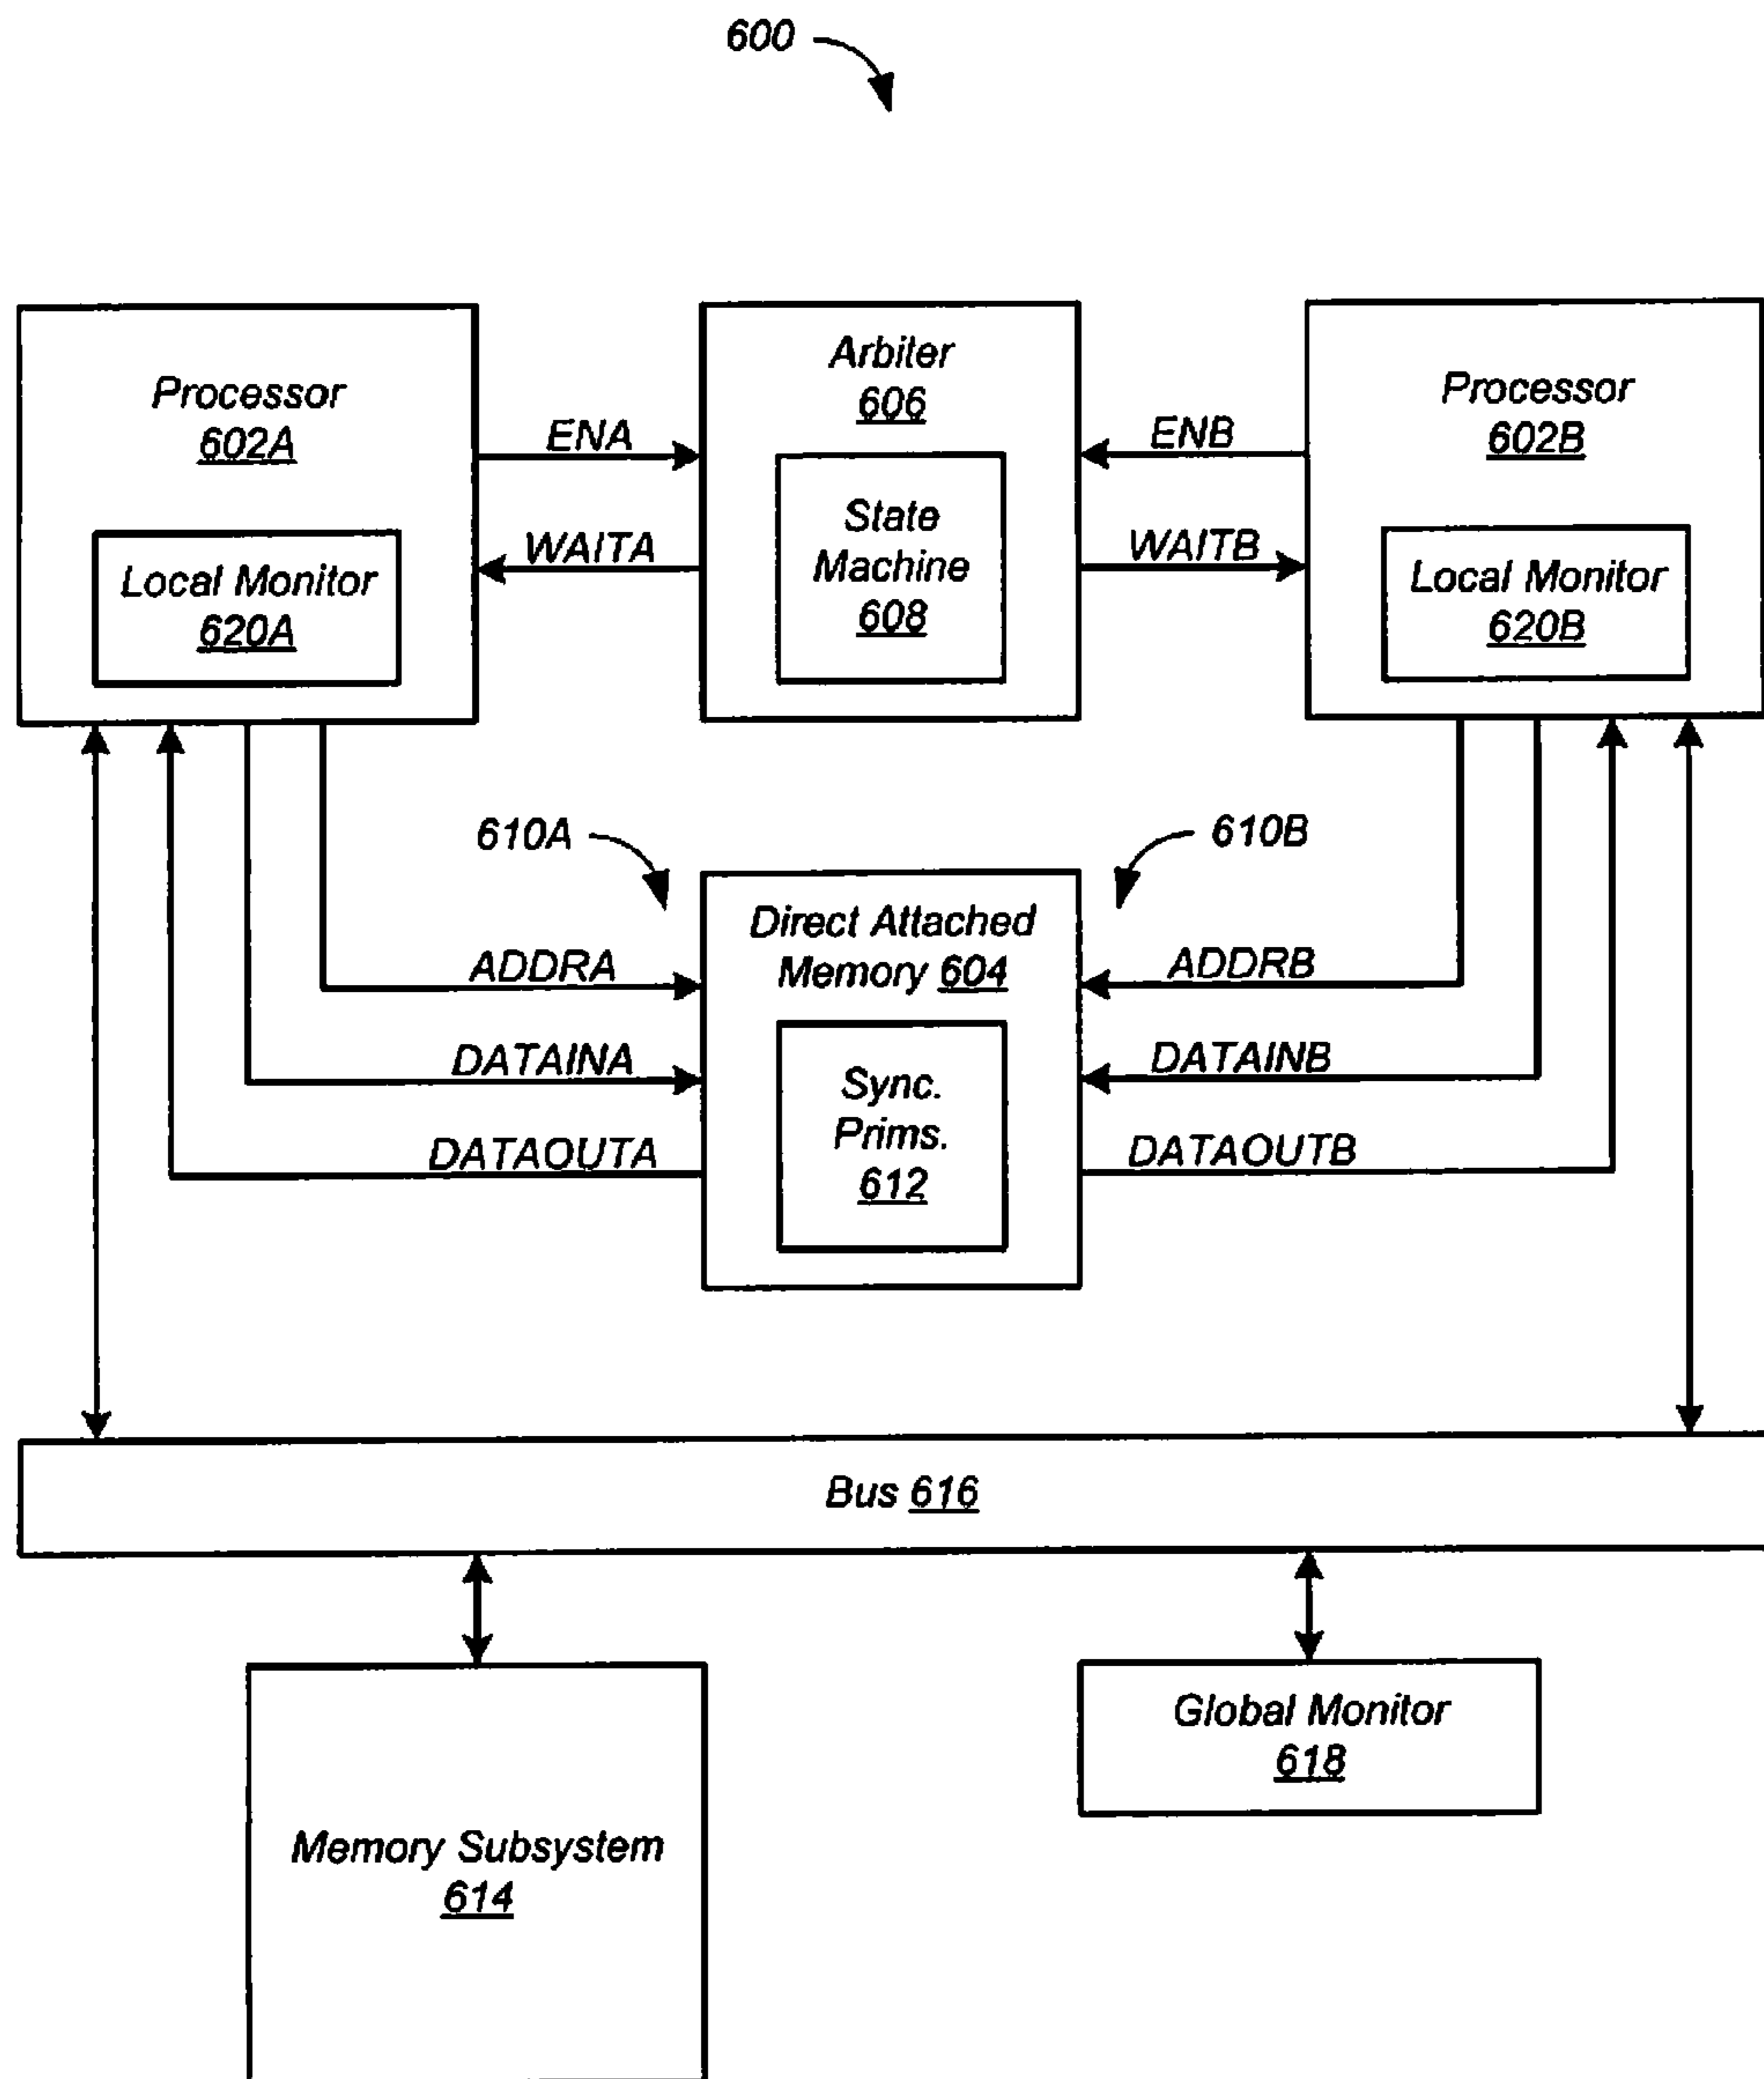 600
Processor
602A
Local Monitor
620A
ENA
WAITA
Arbiter
606
State
Machine
608
ENB
WAITB
Processor
602B
Local Monitor
620B
610A
610B
Direct Attached
Memory 604
Sync.
Prims.
612
ADDRA
DATAINA
DATAOUTA
ADDRB
DATAINB
DATAOUTB
Bus 616
Memory Subsystem
614
Global Monitor
618